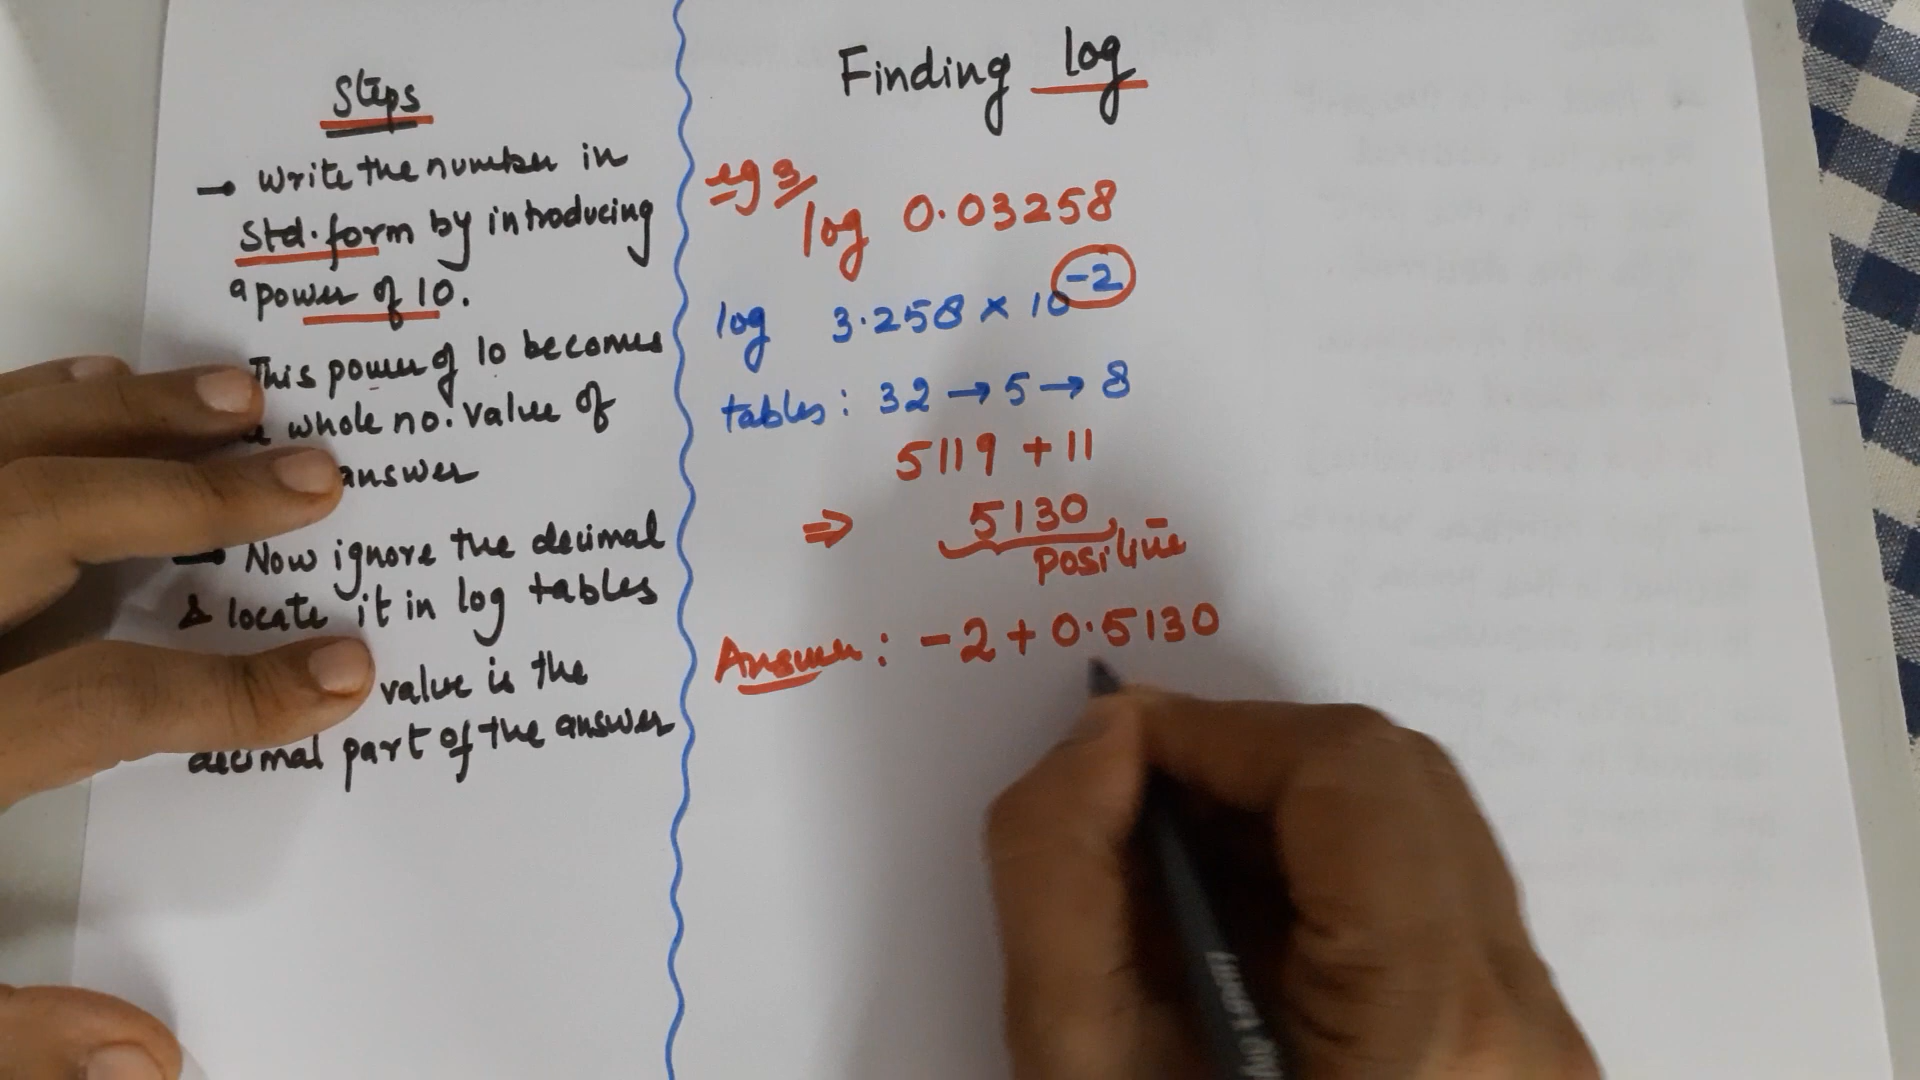 Steps
→ Write the number in
Std. form by introducing
a power of 10.
This power of 10 becomes
whole no. value of
answer
→ Now ignore the decimal
& locate it in log tables
value is the
decimal part of the answer
Finding log
eg 3
log 0.03258
log 3.258 × 10⁻²
tables: 32 → 5 → 8
5119 + 11
⇒ 5130
positive
Answer: -2 + 0.5130